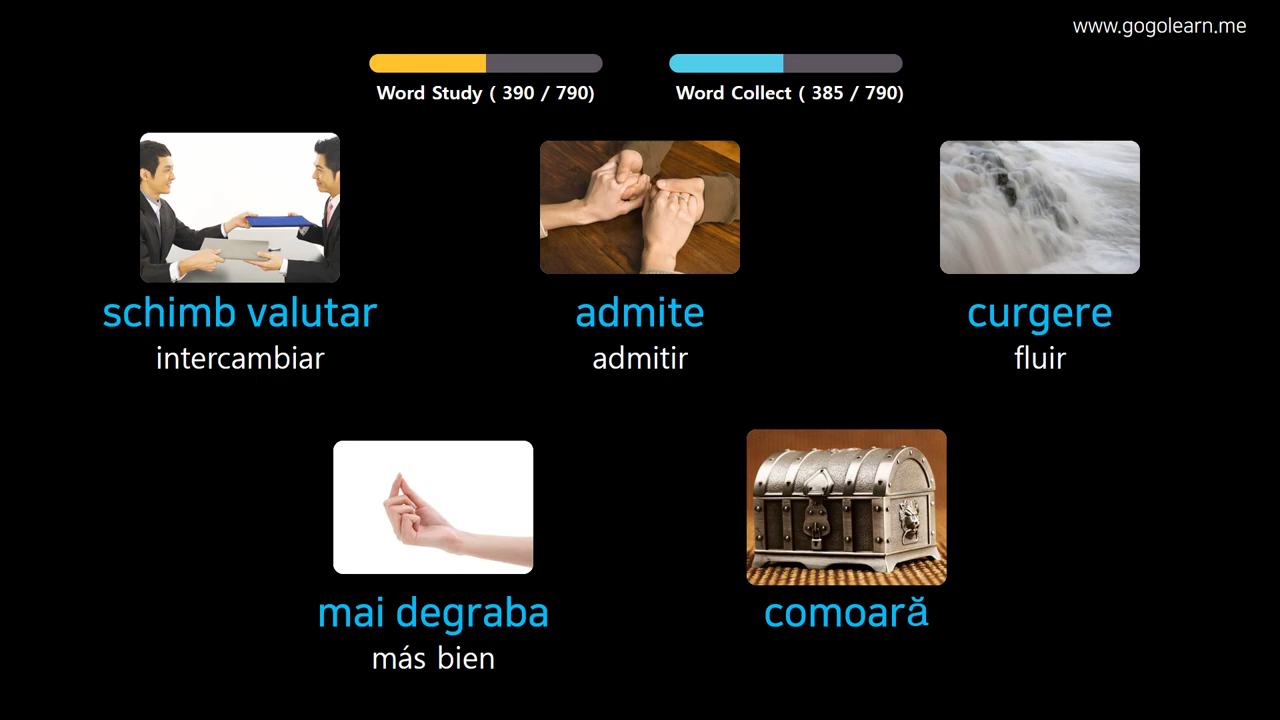 www.gogolearn.me
Word Study ( 390 / 790)
Word Collect ( 385 / 790)
schimb valutar
intercambiar
admite
admitir
curgere
fluir
mai degraba
más bien
comoară